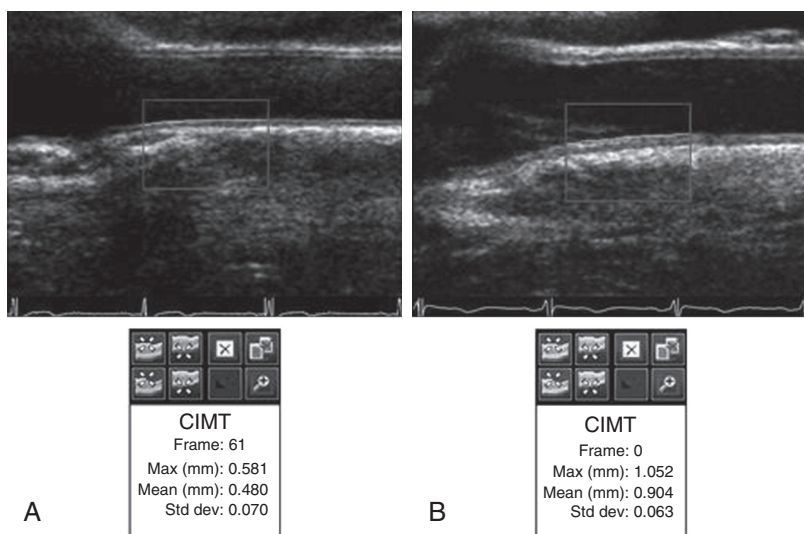 CIMT
Frame: 61
Max (mm): 0.581
Mean (mm): 0.480
Std dev: 0.070
A
CIMT
Frame: 0
Max (mm): 1.052
Mean (mm): 0.904
Std dev: 0.063
B